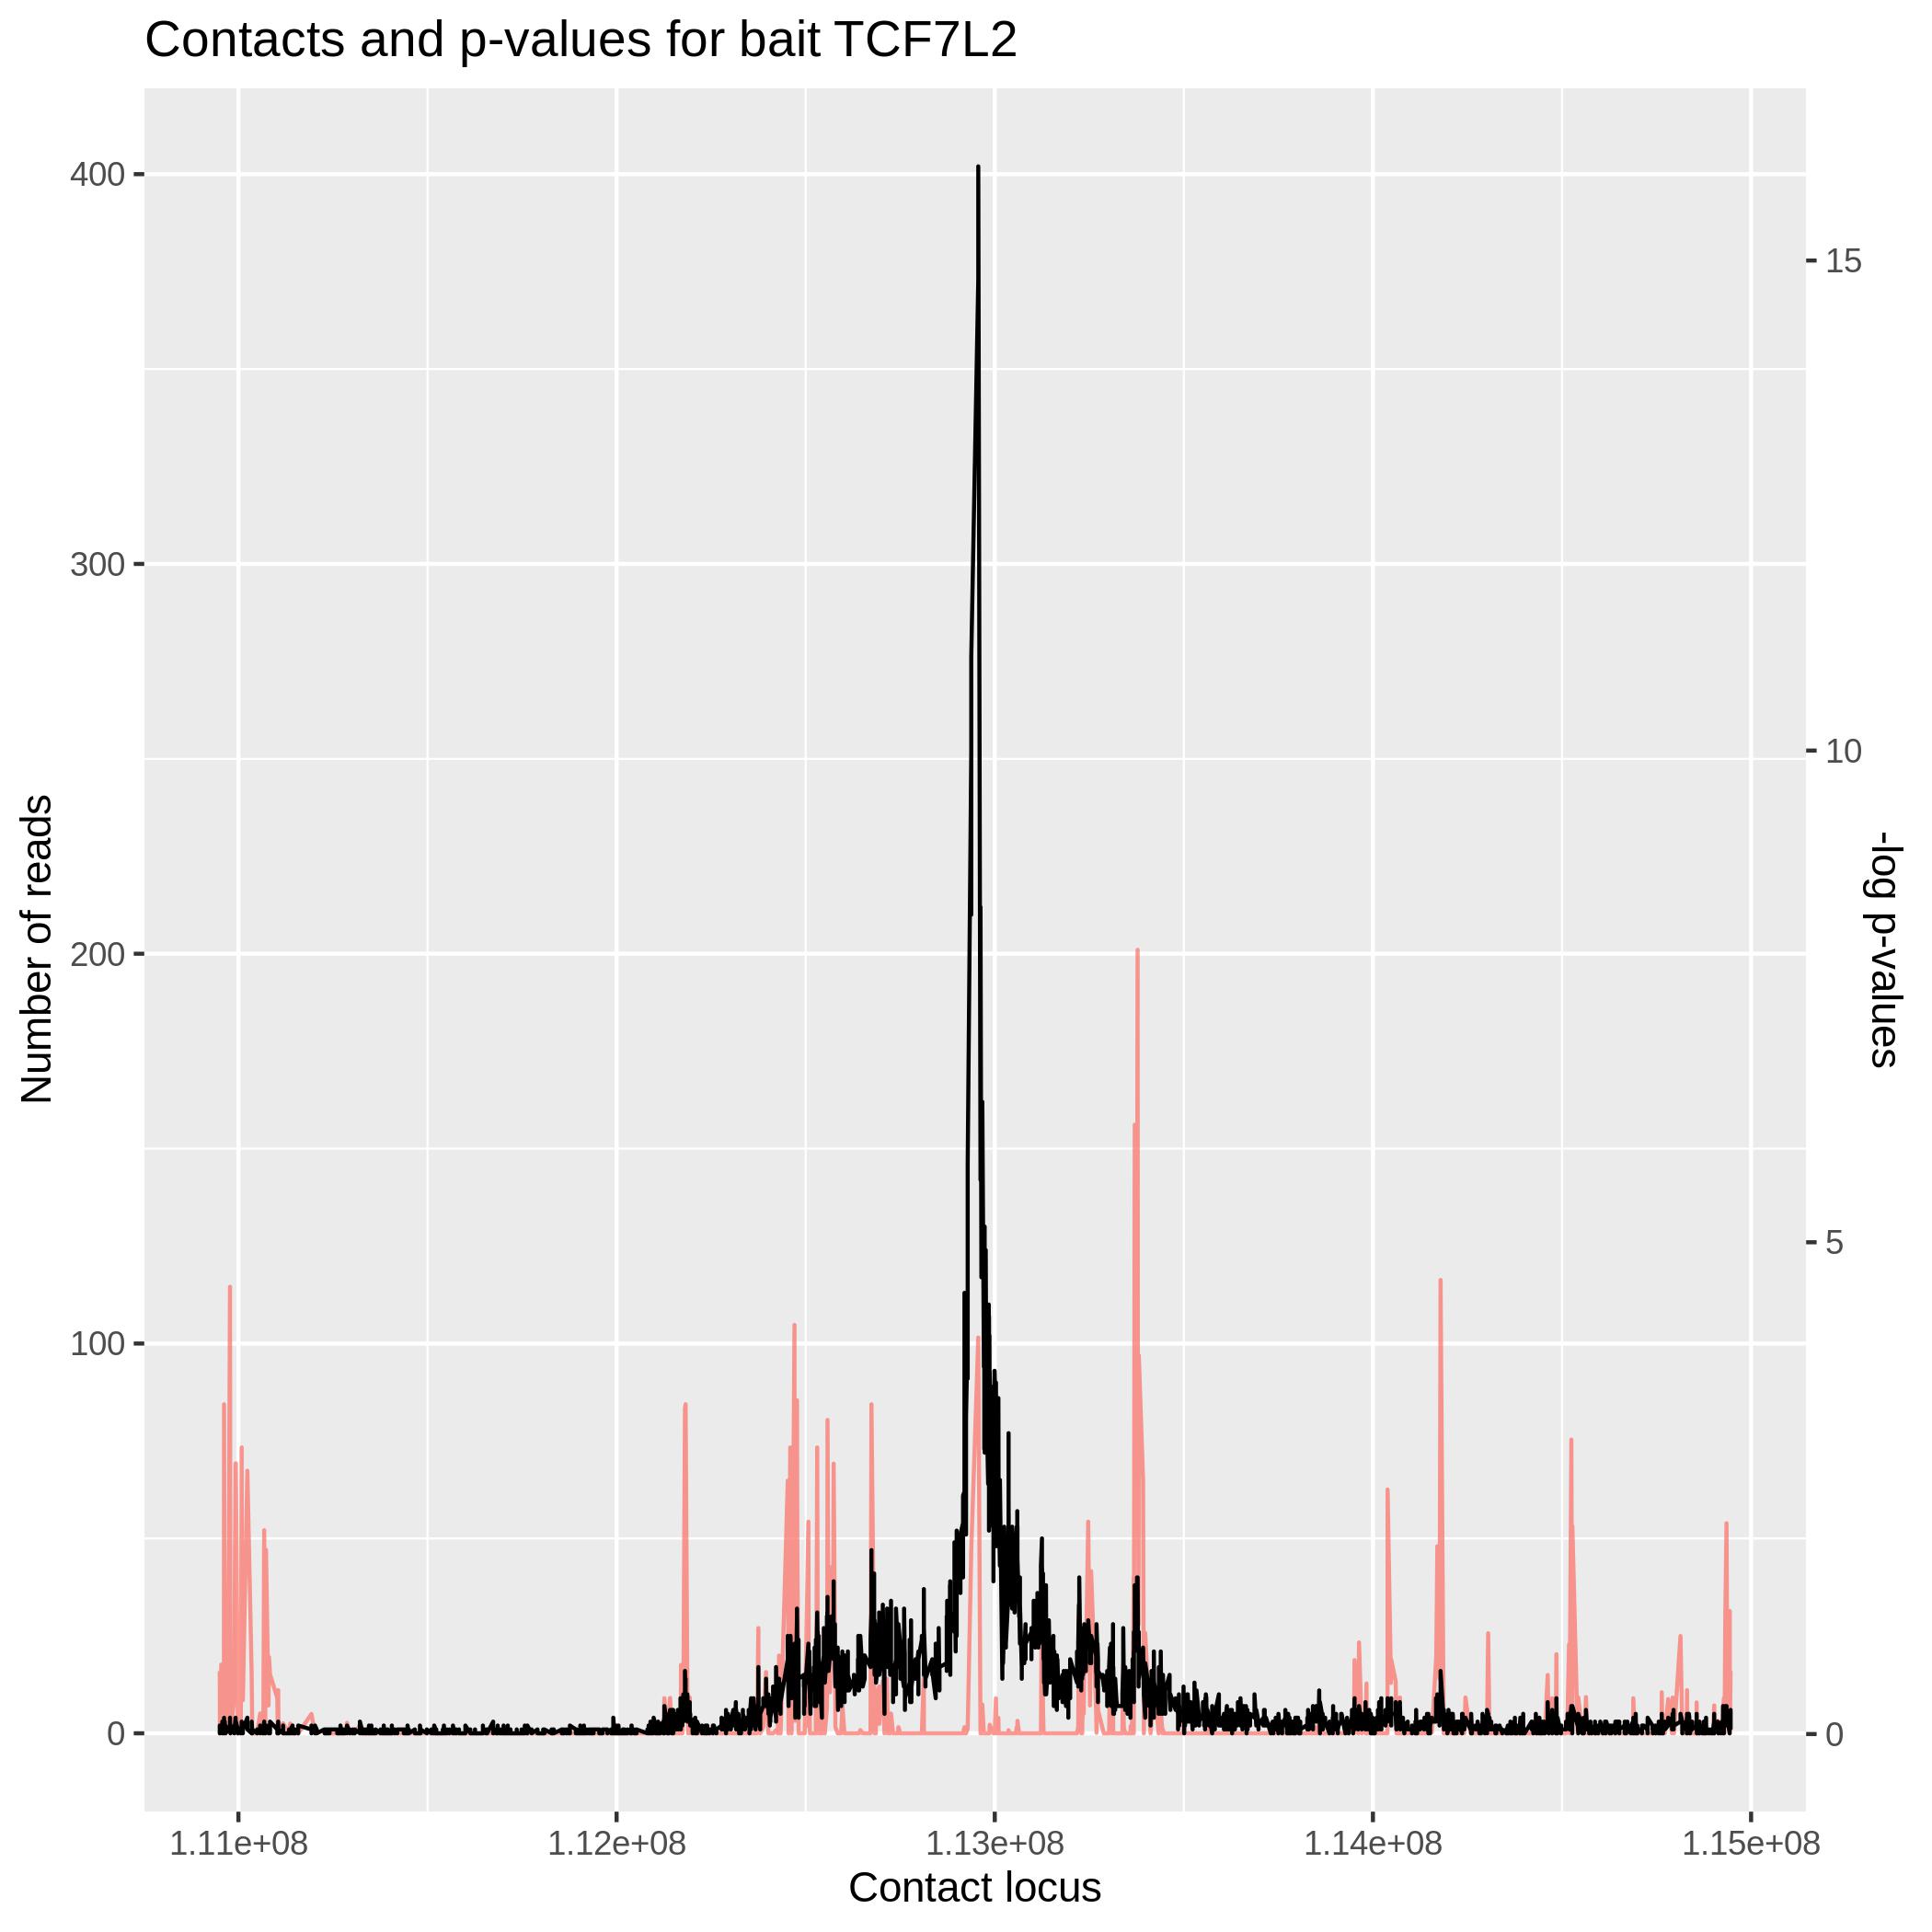 Contacts and p-values for bait TCF7L2
400
300
200
100
0
Number of reads
15
10
5
0
-log p-values
1.11e+08
1.12e+08
1.13e+08
1.14e+08
1.15e+08
Contact locus